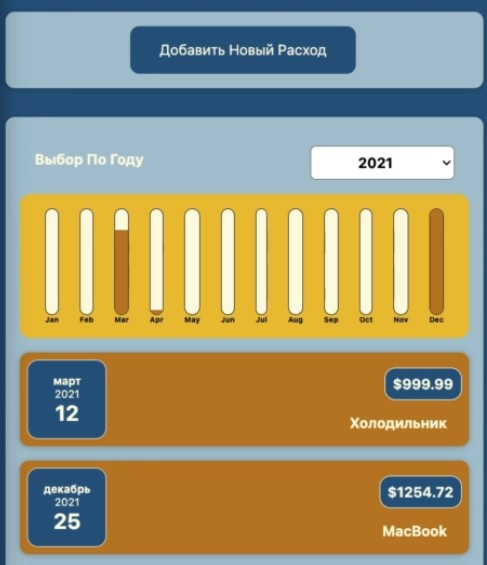 Добавить Новый Расход
Выбор По Году
2021
Jan Feb Mar Apr May Jun Jul Aug Sep Oct Nov Dec
март
2021
12
$999.99
Холодильник
декабрь
2021
25
$1254.72
MacBook